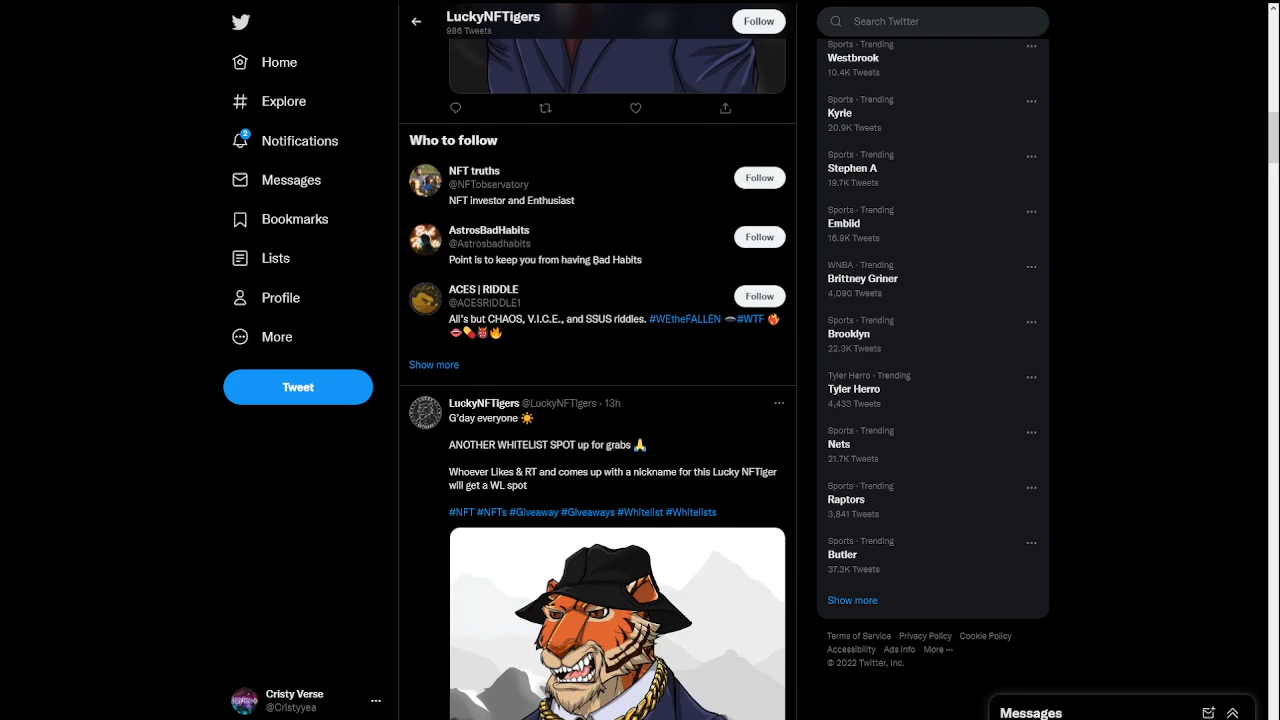 Home
Explore
2
Notifications
Messages
Bookmarks
Lists
Profile
More
Tweet
Cristy Verse
@Cristyyea
LuckyNFTigers
986 Tweets
Follow
Who to follow
NFT truths
@NFTobservatory
Follow
NFT investor and Enthusiast
AstrosBadHabits
@Astrosbadhabits
Follow
Point is to keep you from having Bad Habits
ACES | RIDDLE
@ACESRIDDLE1
Follow
All's but CHAOS, V.I.C.E., and SSUS riddles. #WEtheFALLEN 🕳️#WTF ❤️‍🔥
👄💊👹🔥
Show more
LuckyNFTigers @LuckyNFTigers · 13h
G'day everyone ☀️
ANOTHER WHITELIST SPOT up for grabs 🙏
Whoever Likes & RT and comes up with a nickname for this Lucky NFTiger
will get a WL spot
#NFT #NFTs #Giveaway #Giveaways #Whitelist #Whitelists
Search Twitter
Sports · Trending
Westbrook
10.4K Tweets
Sports · Trending
Kyrie
20.9K Tweets
Sports · Trending
Stephen A
19.7K Tweets
Sports · Trending
Embiid
16.9K Tweets
WNBA · Trending
Brittney Griner
4,090 Tweets
Sports · Trending
Brooklyn
22.3K Tweets
Tyler Herro · Trending
Tyler Herro
4,433 Tweets
Sports · Trending
Nets
21.7K Tweets
Sports · Trending
Raptors
3,841 Tweets
Sports · Trending
Butler
37.3K Tweets
Show more
Terms of Service Privacy Policy Cookie Policy
Accessibility Ads info More ···
© 2022 Twitter, Inc.
Messages